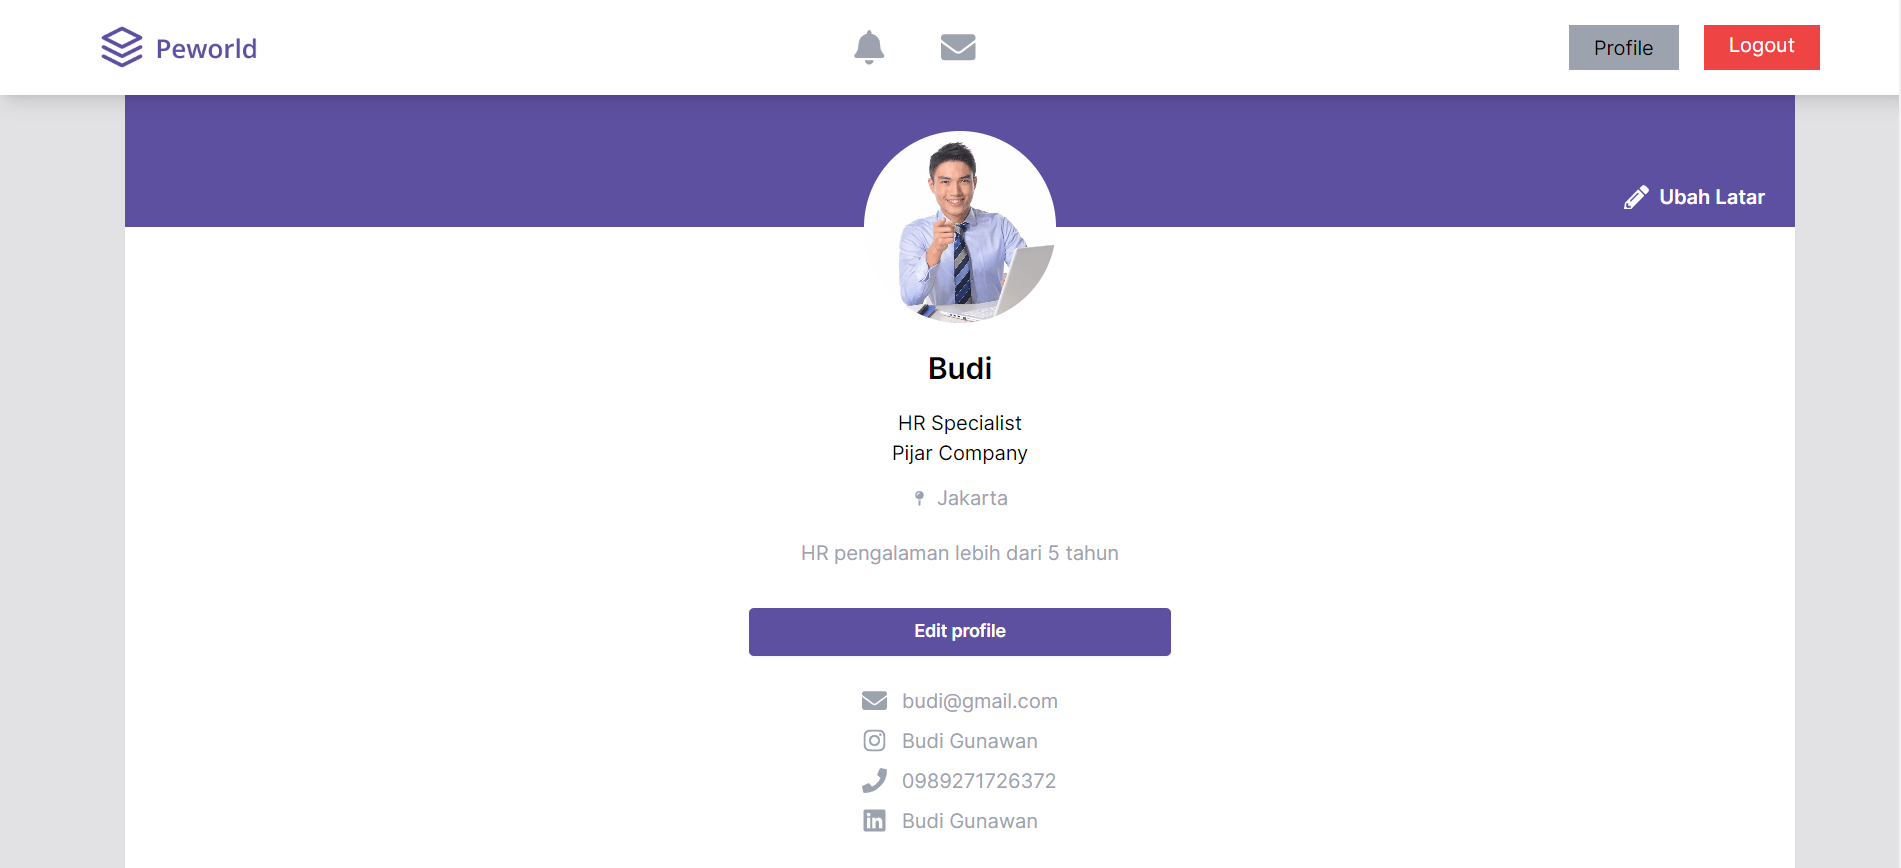 Peworld
Profile
Logout
Ubah Latar
Budi
HR Specialist
Pijar Company
Jakarta
HR pengalaman lebih dari 5 tahun
Edit profile
budi@gmail.com
Budi Gunawan
0989271726372
Budi Gunawan